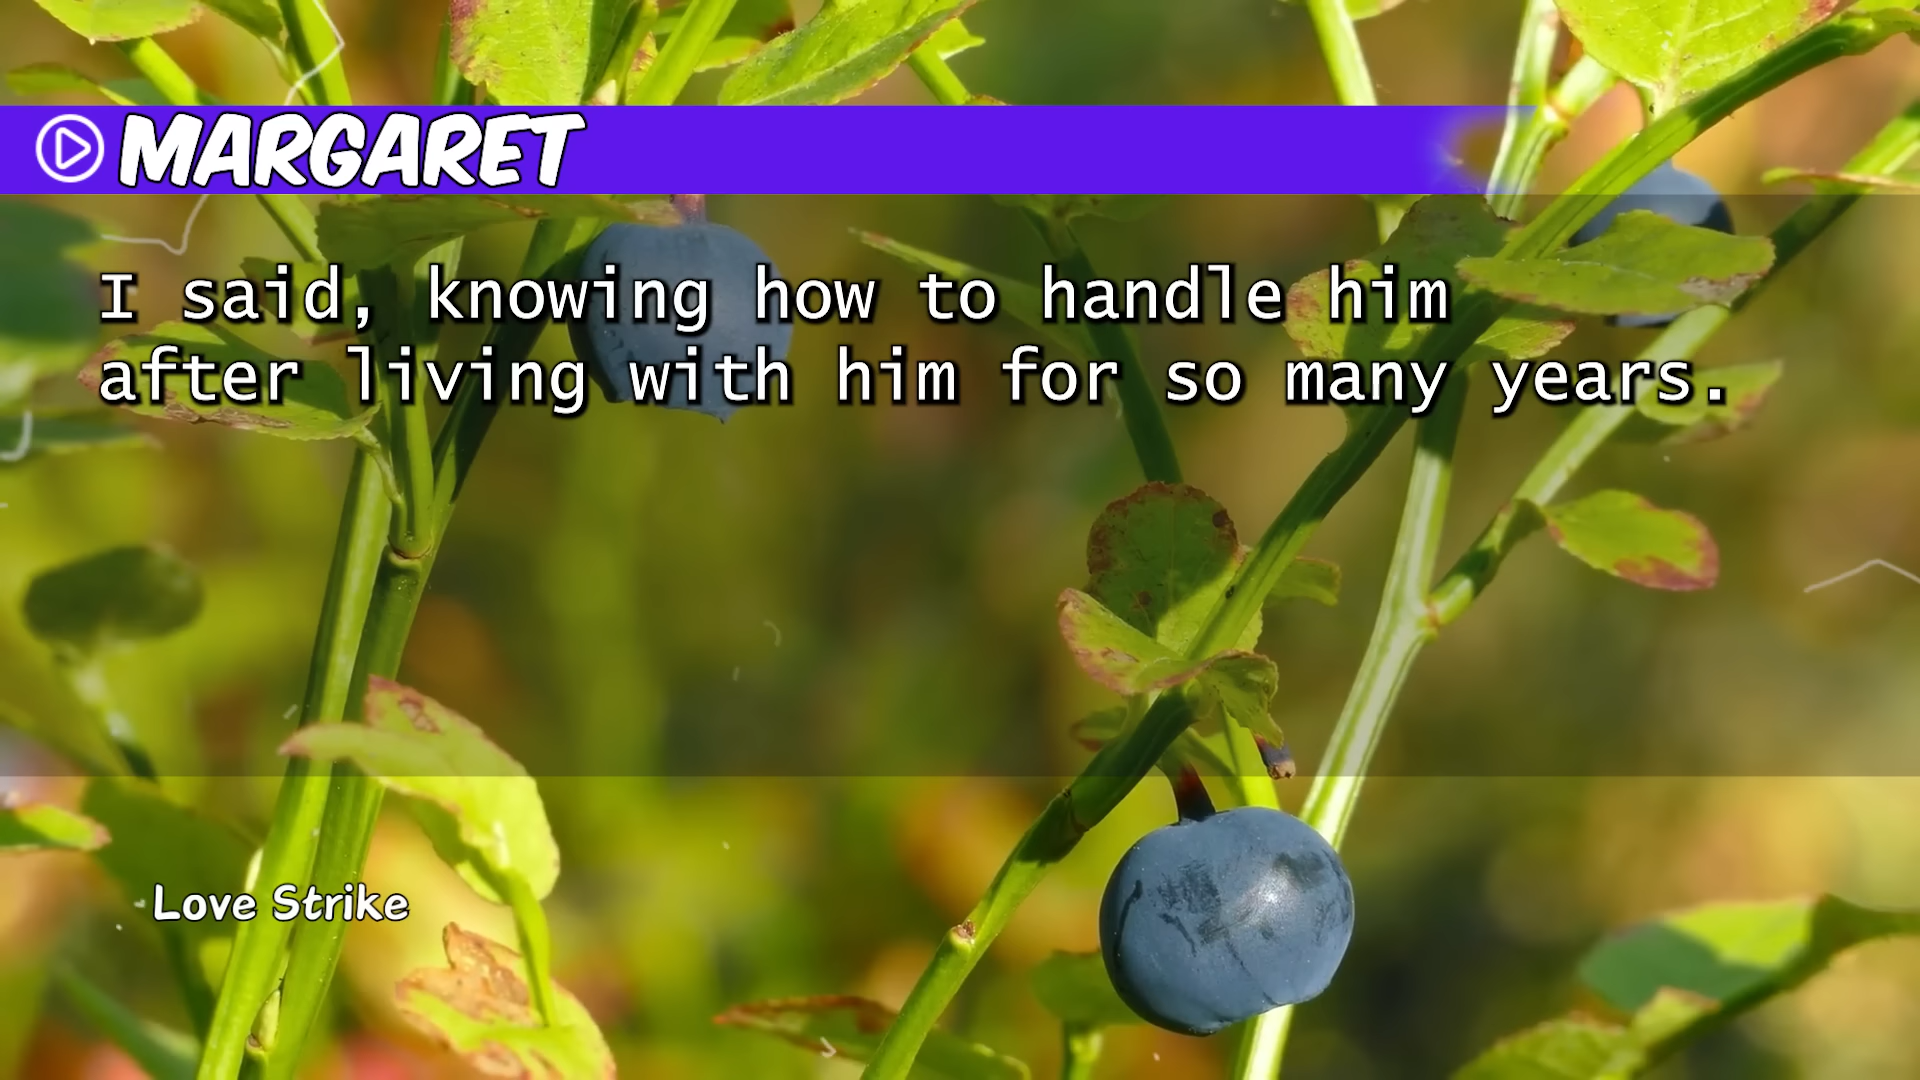 MARGARET
I said, knowing how to handle him
after living with him for so many years.
Love Strike